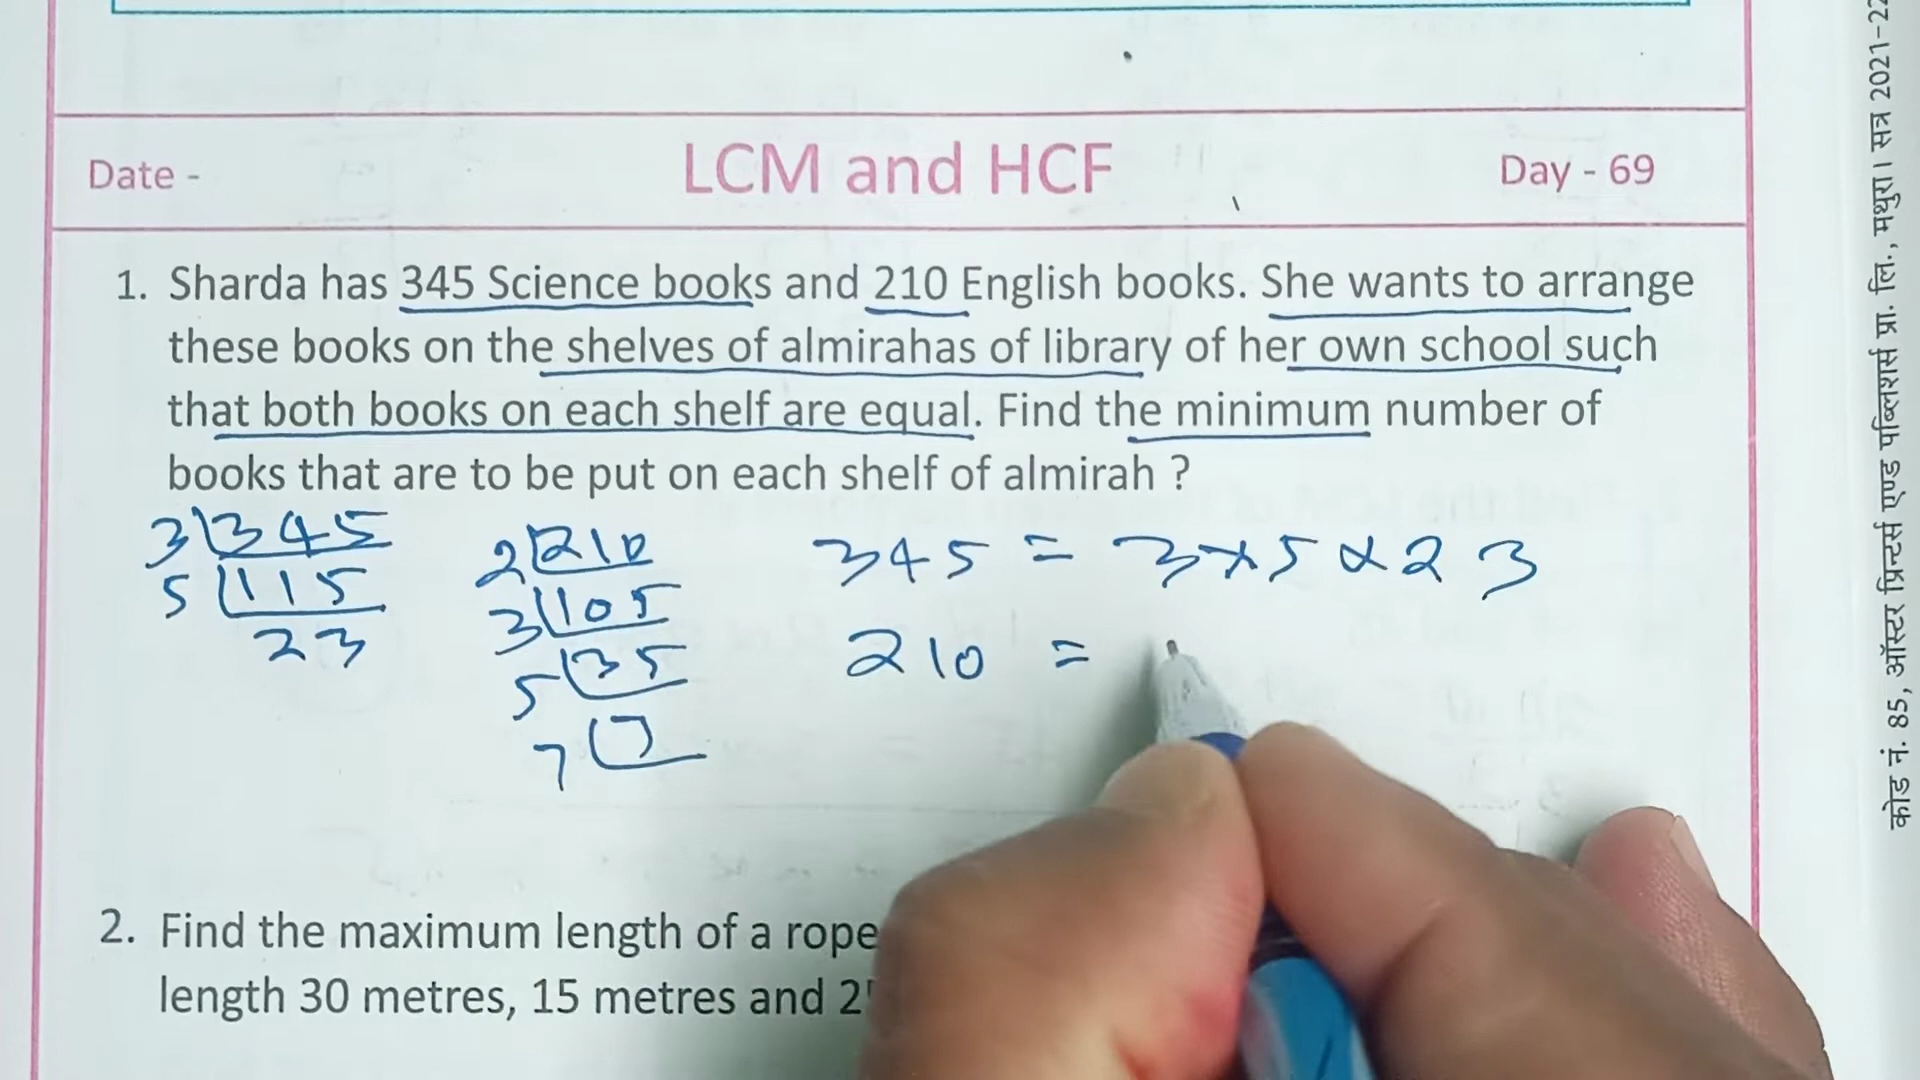 Date -
LCM and HCF
Day - 69
1. Sharda has 345 Science books and 210 English books. She wants to arrange
these books on the shelves of almirahas of library of her own school such
that both books on each shelf are equal. Find the minimum number of
books that are to be put on each shelf of almirah ?
3 345
5 115
23
2 210
3 105
5 35
7 7
345 = 3 x 5 x 23
210 =
2. Find the maximum length of a rope
length 30 metres, 15 metres and 2
कोड नं. 85, ऑस्टर प्रिन्टर्स एण्ड पब्लिशर्स प्रा. लि., मथुरा। सत्र 2021-22